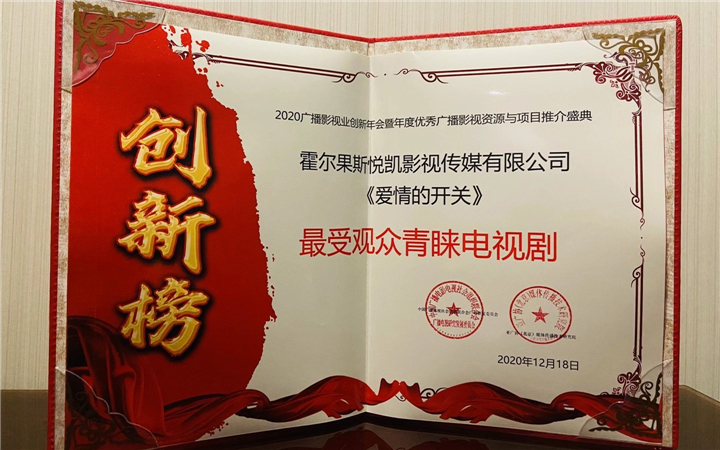 创新榜
2020广播影视业创新年会暨年度优秀广播影视资源与项目推介盛典
霍尔果斯悦凯影视传媒有限公司
《爱情的开关》
最受观众青睐电视剧
2020年12月18日